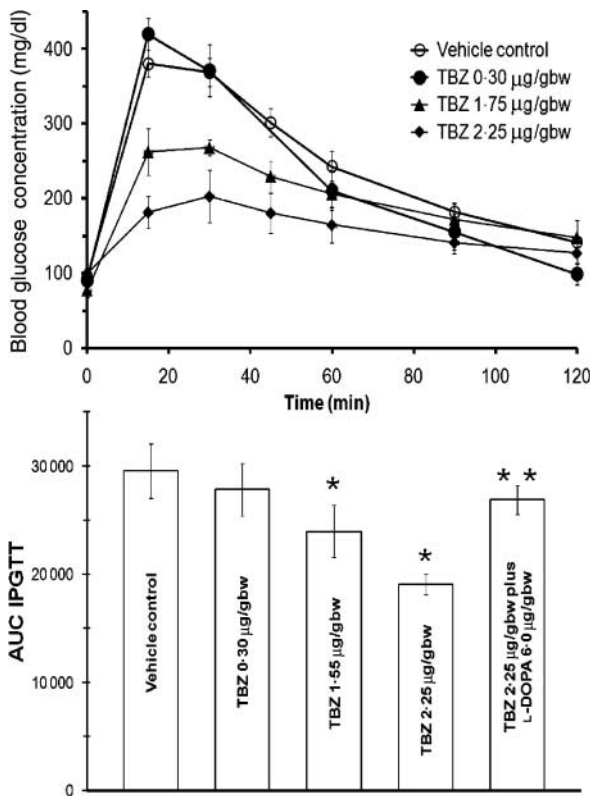 Blood glucose concentration (mg/dl)
400
300
200
100
0
Vehicle control
TBZ 0·30 μg/gbw
TBZ 1·75 μg/gbw
TBZ 2·25 μg/gbw
0
20
40
60
80
100
120
Time (min)
AUC IPGTT
30 000
20 000
10 000
0
Vehicle control
TBZ 0·30 μg/gbw
*
TBZ 1·55 μg/gbw
*
TBZ 2·25 μg/gbw
* *
TBZ 2·25 μg/gbw plus
L-DOPA 6·0 μg/gbw